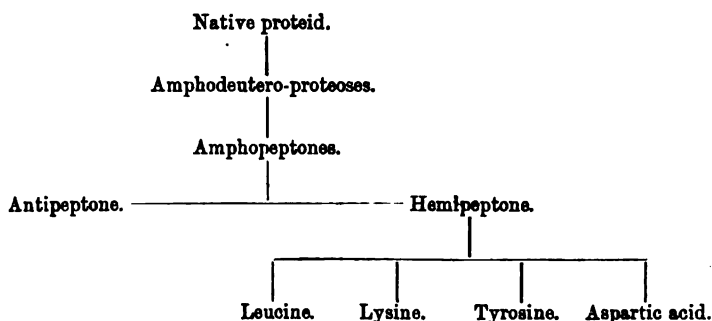 Native proteid.
Amphodeutero-proteoses.
Amphopeptones.
Antipeptone. Hemipeptone.
Leucine. Lysine. Tyrosine. Aspartic acid.